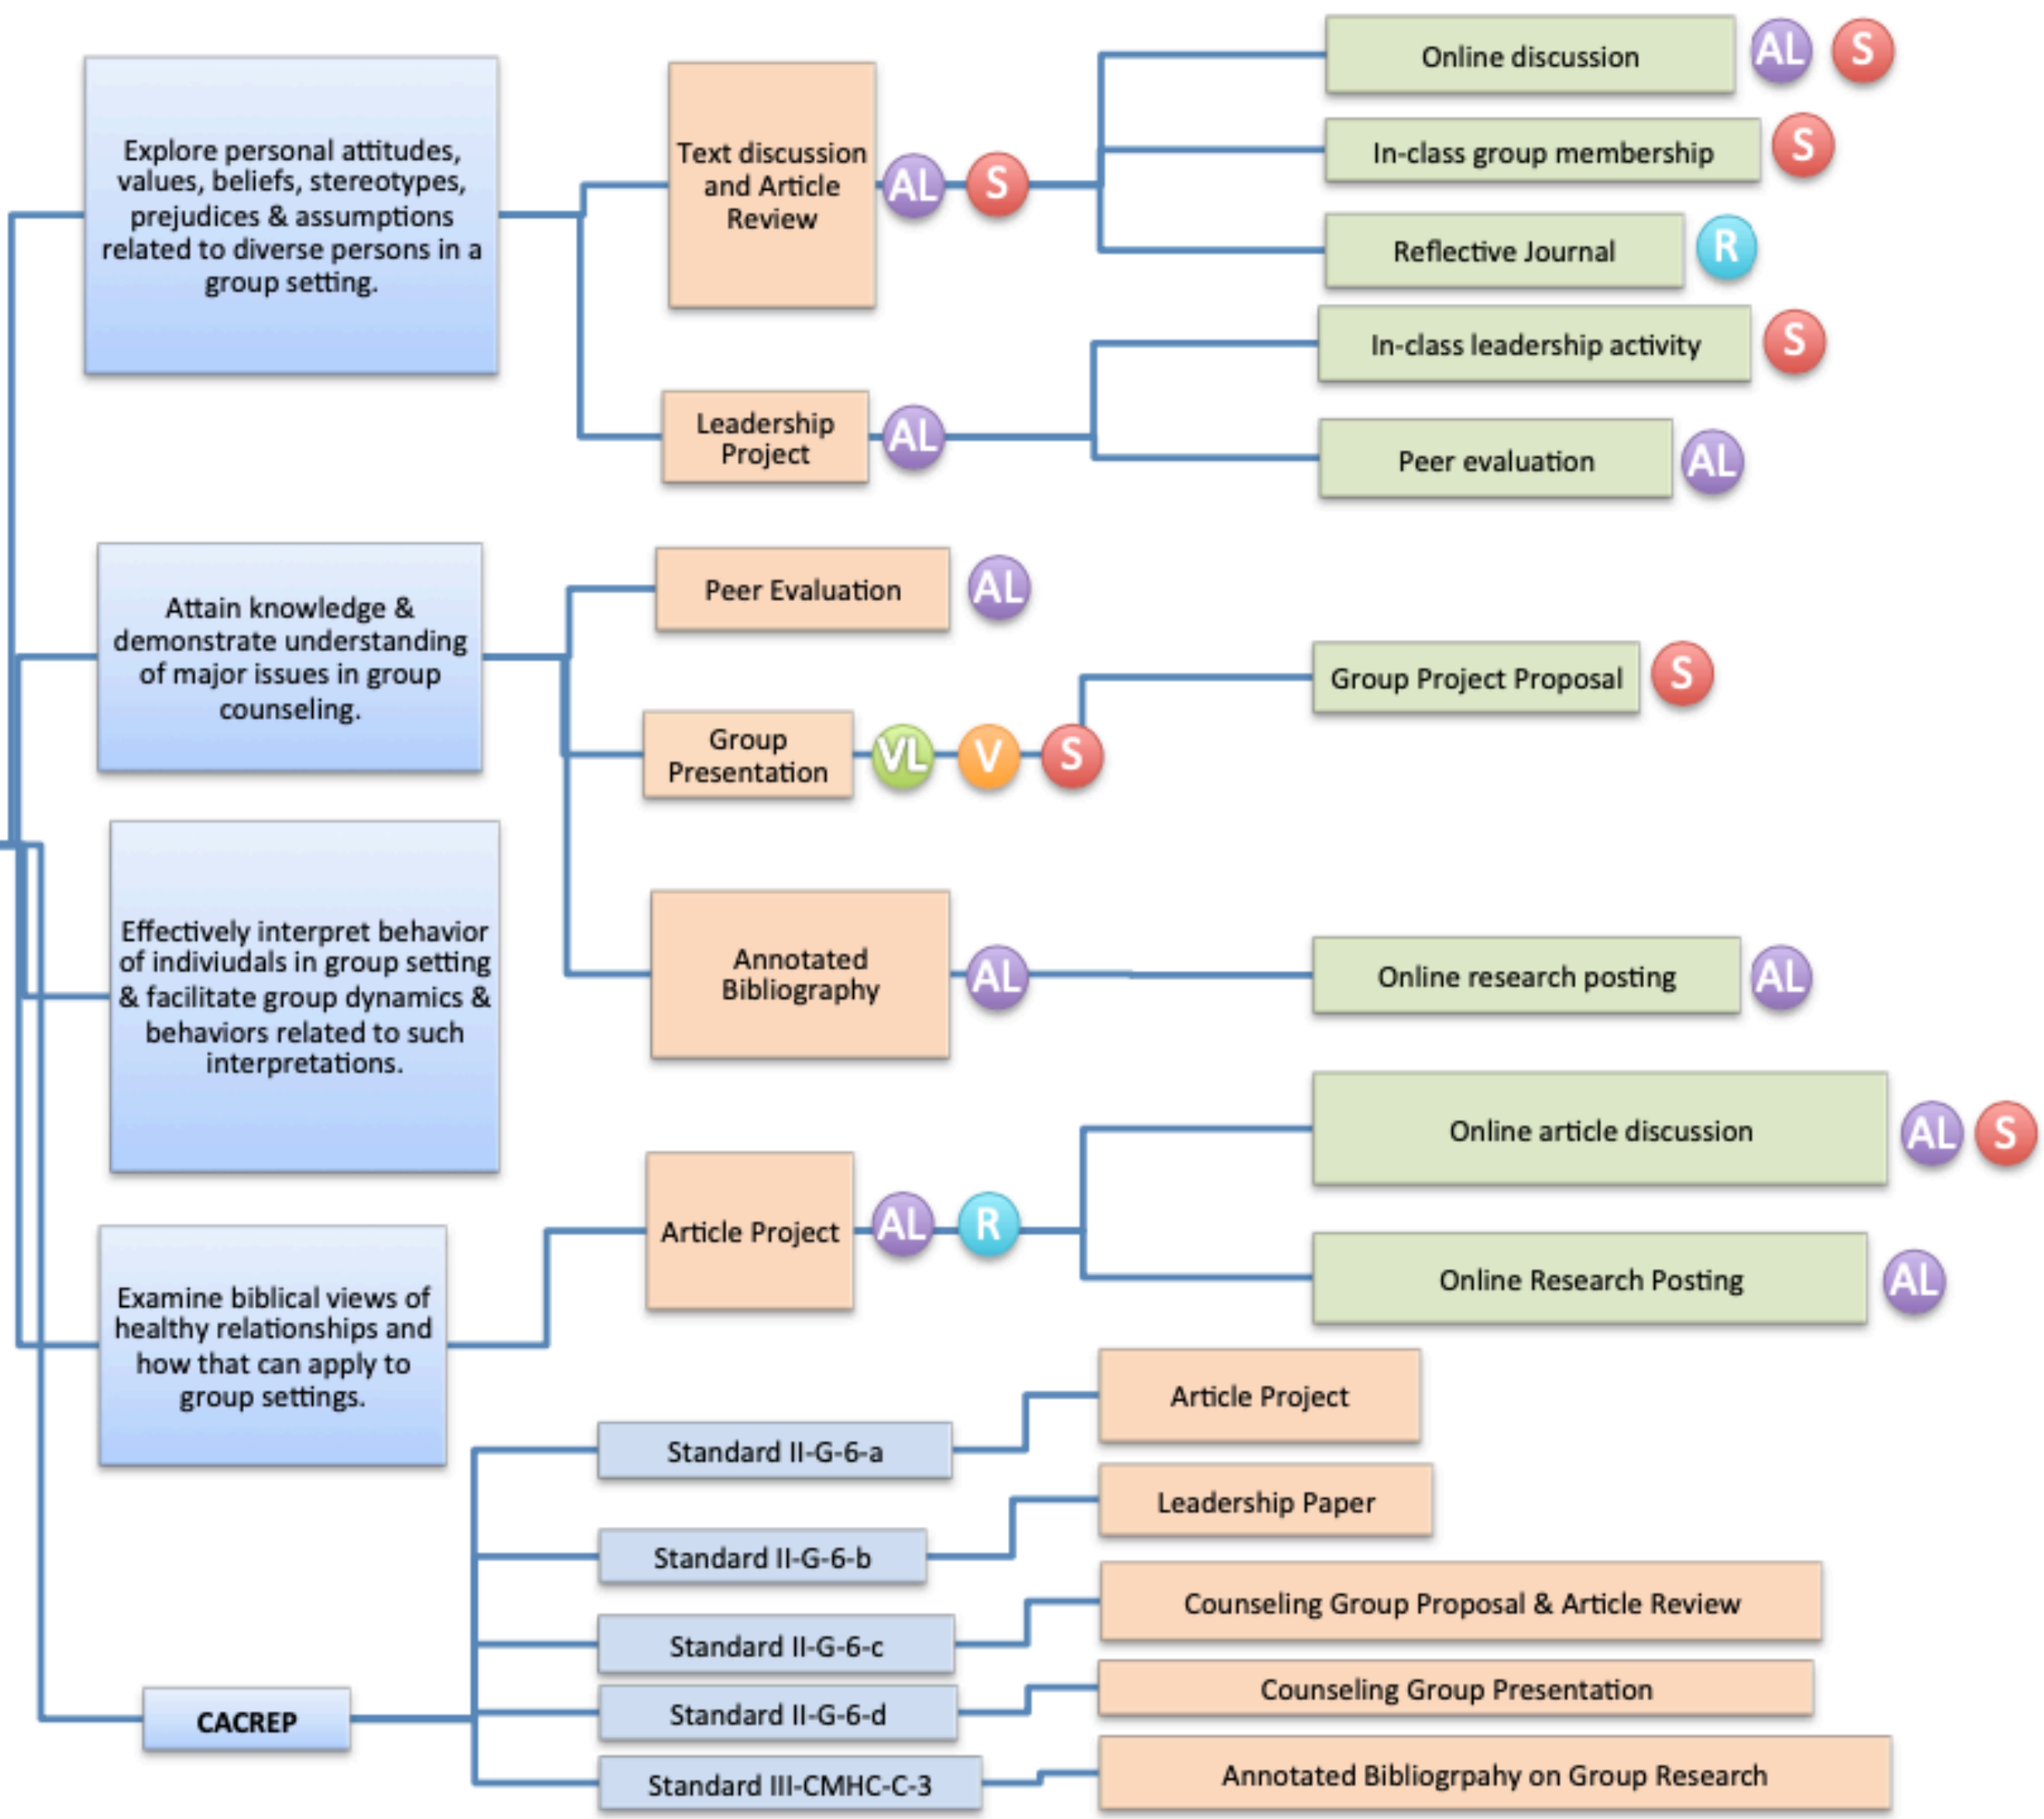 Explore personal attitudes,
values, beliefs, stereotypes,
prejudices & assumptions
related to diverse persons in a
group setting.
Text discussion
and Article
Review
AL
S
Online discussion
AL
S
In-class group membership
S
Reflective Journal
R
Leadership
Project
AL
In-class leadership activity
S
Peer evaluation
AL
Attain knowledge &
demonstrate understanding
of major issues in group
counseling.
Peer Evaluation
AL
Group
Presentation
VL
V
S
Group Project Proposal
S
Annotated
Bibliography
AL
Online research posting
AL
Effectively interpret behavior
of indiviudals in group setting
& facilitate group dynamics &
behaviors related to such
interpretations.
Examine biblical views of
healthy relationships and
how that can apply to
group settings.
Article Project
AL
R
Online article discussion
AL
S
Online Research Posting
AL
CACREP
Standard II-G-6-a
Article Project
Standard II-G-6-b
Leadership Paper
Standard II-G-6-c
Counseling Group Proposal & Article Review
Standard II-G-6-d
Counseling Group Presentation
Standard III-CMHC-C-3
Annotated Bibliogrpahy on Group Research